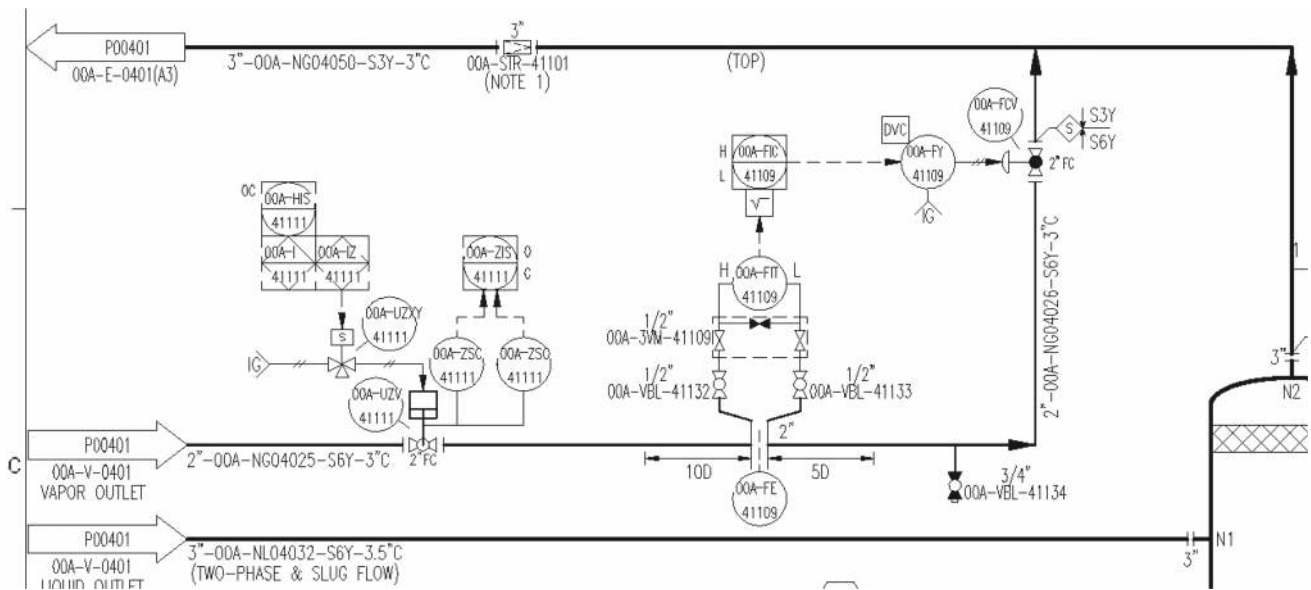 P00401
00A-E-0401(A3)
3"-00A-NG04050-S3Y-3"C
3"
00A-STR-41101
(NOTE 1)
(TOP)
00A-FCV
41109
S
S3Y
S6Y
2" FC
DVC
00A-FY
41109
IG
H
L
00A-FIC
41109
√
H
L
00A-FIT
41109
OC
00A-HIS
41111
00A-I
41111
00A-IZ
41111
00A-ZIS
41111
O
C
S
00A-UZXY
41111
IG
00A-ZSC
41111
00A-ZSO
41111
00A-UZV
41111
2"FC
1/2"
00A-3VM-41109
1/2"
00A-VBL-41132
1/2"
00A-VBL-41133
2"
2"-00A-NG04026-S6Y-3"C
1
3"
N2
C
P00401
00A-V-0401
VAPOR OUTLET
2"-00A-NG04025-S6Y-3"C
10D
5D
00A-FE
41109
3/4"
00A-VBL-41134
P00401
00A-V-0401
LIQUID OUTLET
3"-00A-NL04032-S6Y-3.5"C
(TWO-PHASE & SLUG FLOW)
3"
N1